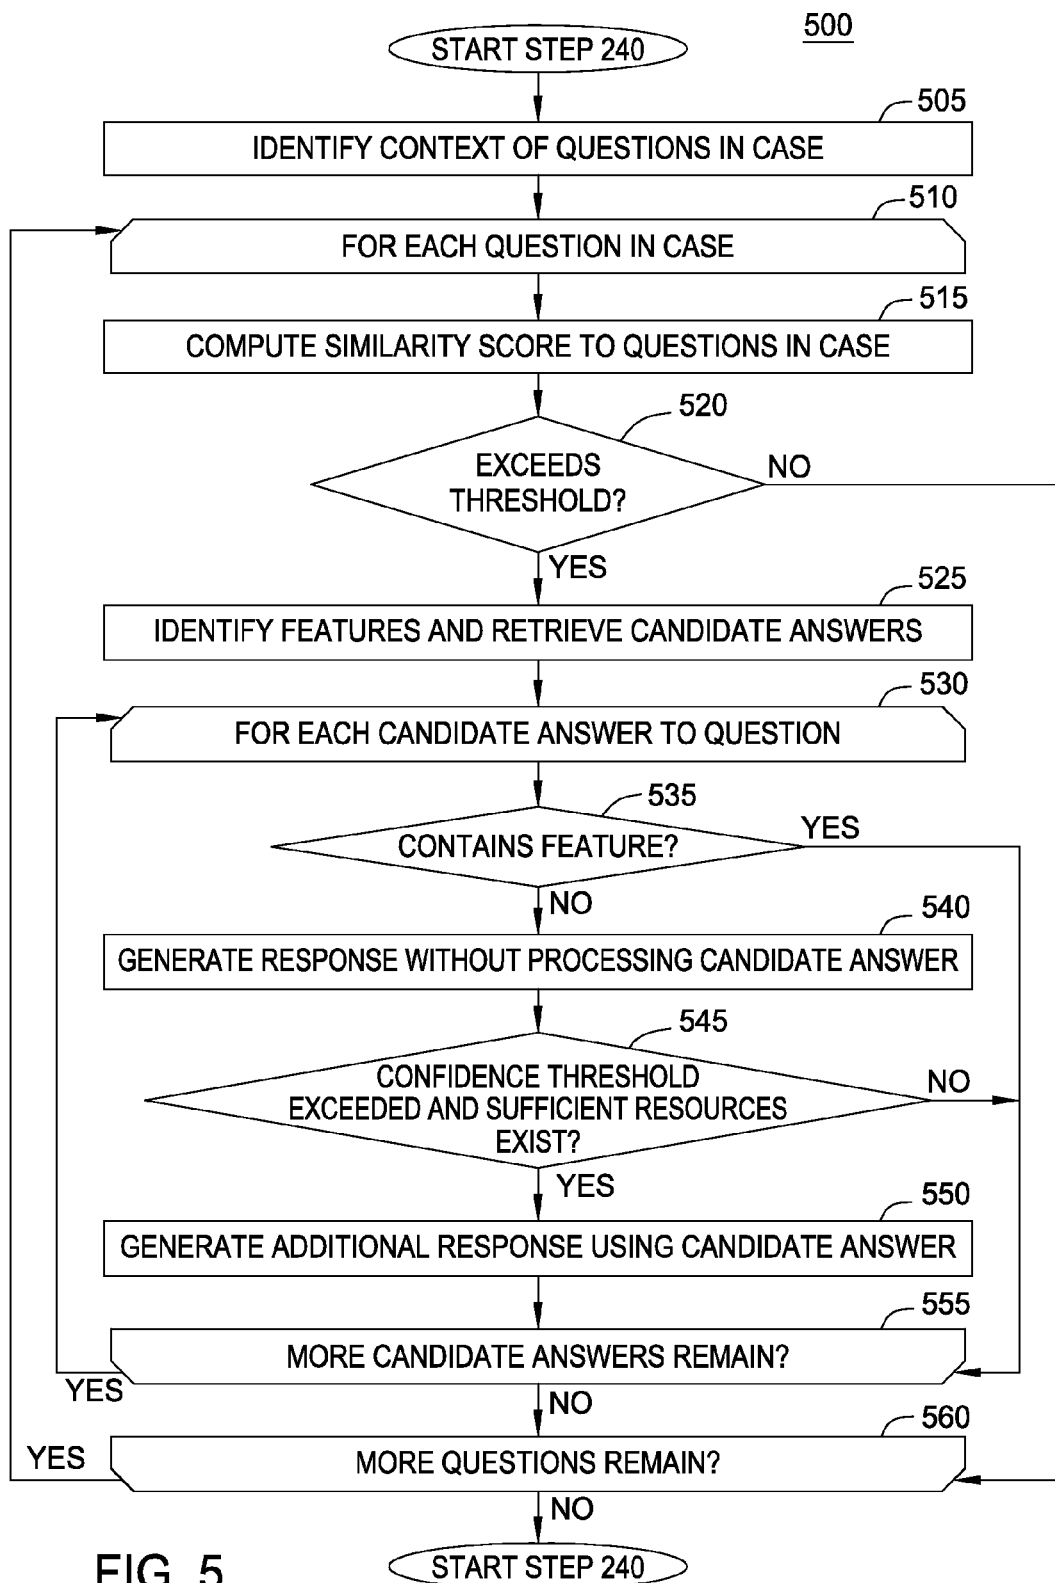 500
START STEP 240
505
IDENTIFY CONTEXT OF QUESTIONS IN CASE
510
FOR EACH QUESTION IN CASE
515
COMPUTE SIMILARITY SCORE TO QUESTIONS IN CASE
520
EXCEEDS
THRESHOLD?
NO
YES
525
IDENTIFY FEATURES AND RETRIEVE CANDIDATE ANSWERS
530
FOR EACH CANDIDATE ANSWER TO QUESTION
535
CONTAINS FEATURE?
YES
NO
540
GENERATE RESPONSE WITHOUT PROCESSING CANDIDATE ANSWER
545
CONFIDENCE THRESHOLD
EXCEEDED AND SUFFICIENT RESOURCES
EXIST?
NO
YES
550
GENERATE ADDITIONAL RESPONSE USING CANDIDATE ANSWER
555
MORE CANDIDATE ANSWERS REMAIN?
YES
NO
560
MORE QUESTIONS REMAIN?
YES
NO
START STEP 240
FIG. 5